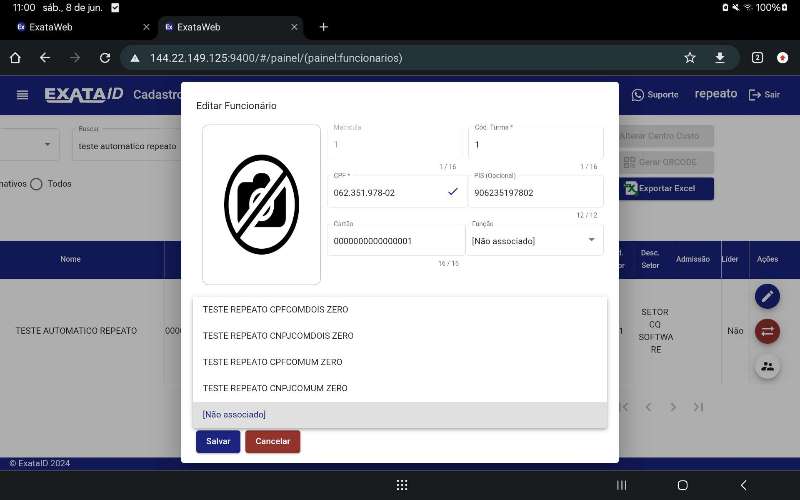 11:00 sáb., 8 de jun.
100%
ExataWeb
ExataWeb
144.22.149.125:9400/#/painel/(painel:funcionarios)
2
EXATAID Cadastro
Suporte repeato Sair
Editar Funcionário
Buscar
teste automatico repeato
nativos Todos
Matrícula
1
1 / 16
Cód. Turma *
1
1 / 16
CPF *
062.351.978-02
PIS (Opcional)
906235197802
12 / 12
Cartão
0000000000000001
16 / 16
Função
[Não associado]
Alterar Centro Custo
Gerar QRCODE
Exportar Excel
Nome
Desc. Setor
Admissão
Líder
Ações
TESTE AUTOMATICO REPEATO
000
1
SETOR
CQ
SOFTWA
RE
Não
TESTE REPEATO CPFCOMDOIS ZERO
TESTE REPEATO CNPJCOMDOIS ZERO
TESTE REPEATO CPFCOMUM ZERO
TESTE REPEATO CNPJCOMUM ZERO
[Não associado]
Salvar Cancelar
© ExataID 2024